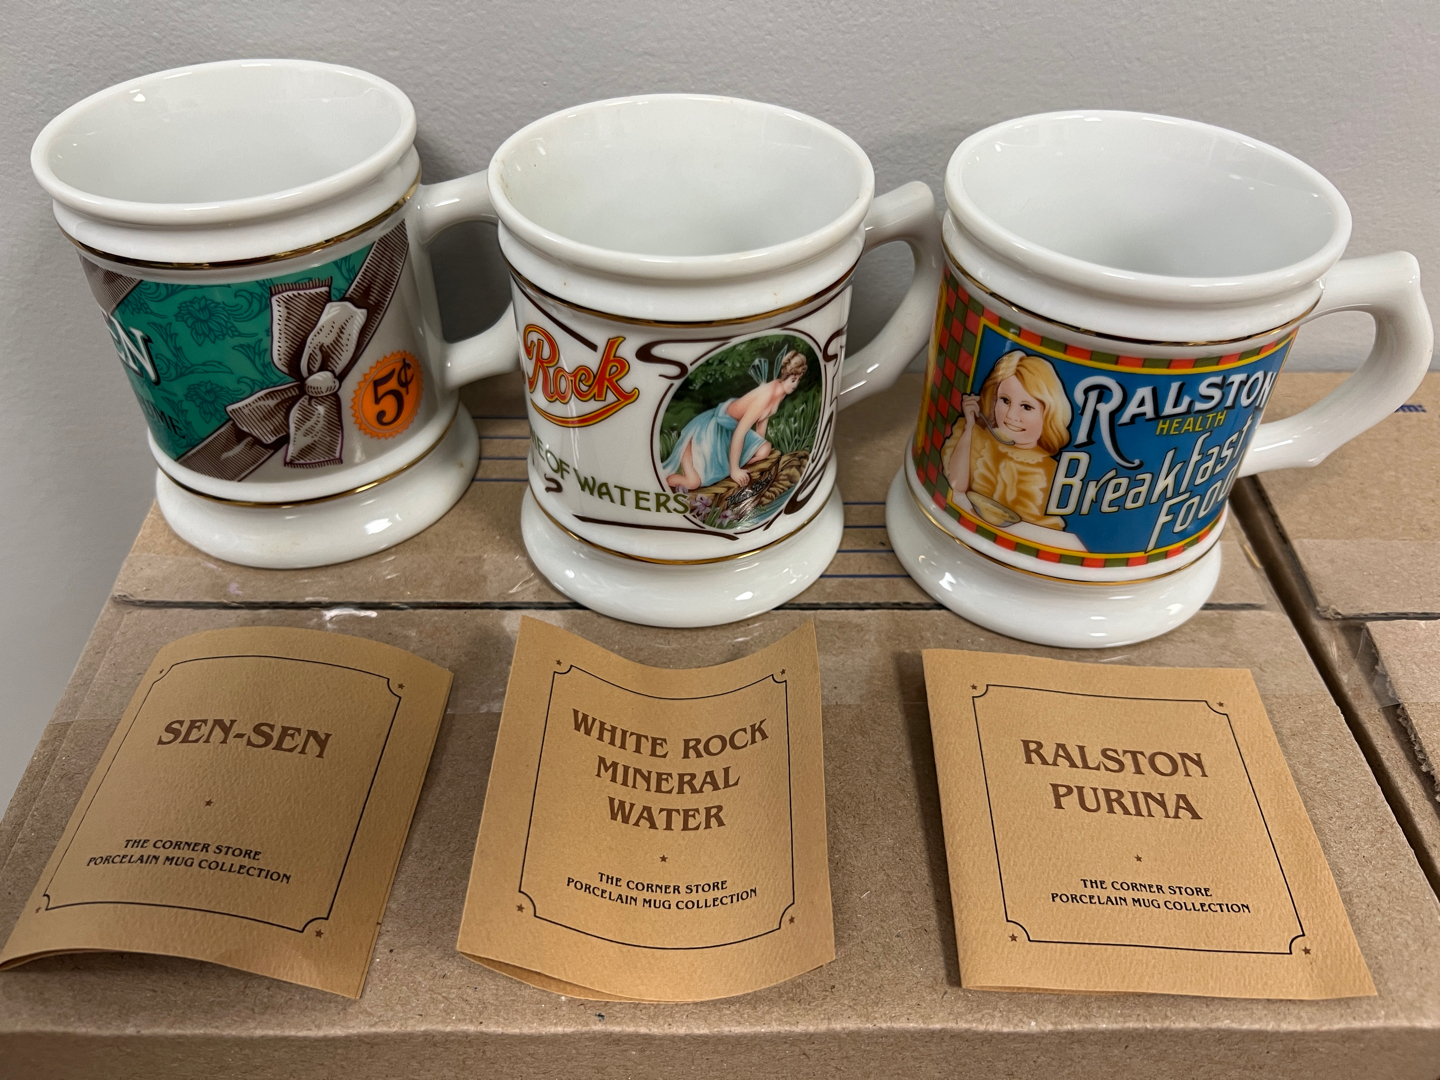 EN
5¢
Rock
OF WATERS
RALSTON
HEALTH
Breakfast
Food
SEN-SEN
THE CORNER STORE
PORCELAIN MUG COLLECTION
WHITE ROCK
MINERAL
WATER
THE CORNER STORE
PORCELAIN MUG COLLECTION
RALSTON
PURINA
THE CORNER STORE
PORCELAIN MUG COLLECTION